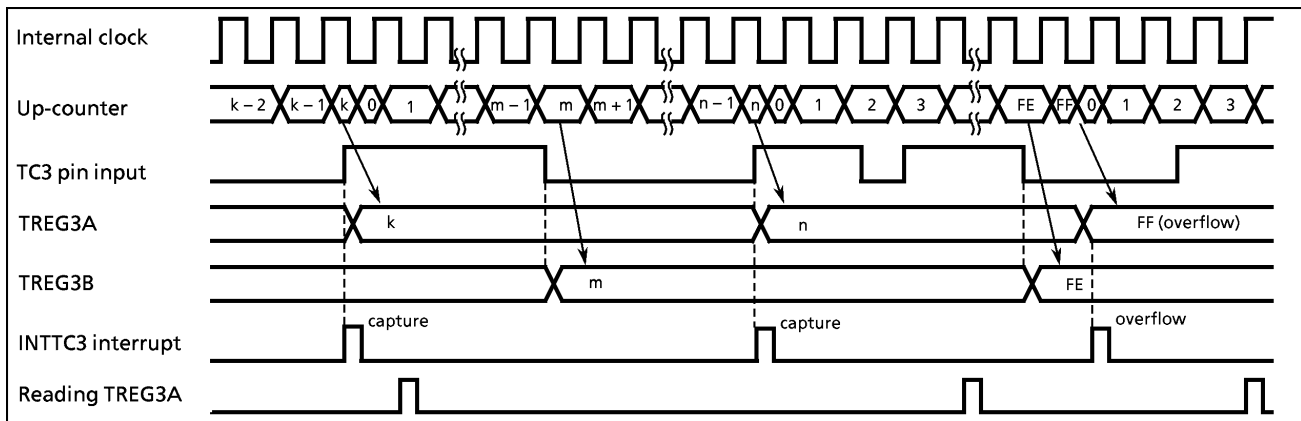 Internal clock
Up-counter k – 2 k – 1 k 0 1 m – 1 m m + 1 n – 1 n 0 1 2 3 FE FF 0 1 2 3
TC3 pin input
TREG3A k n FF (overflow)
TREG3B m FE
capture capture overflow
INTTC3 interrupt
Reading TREG3A